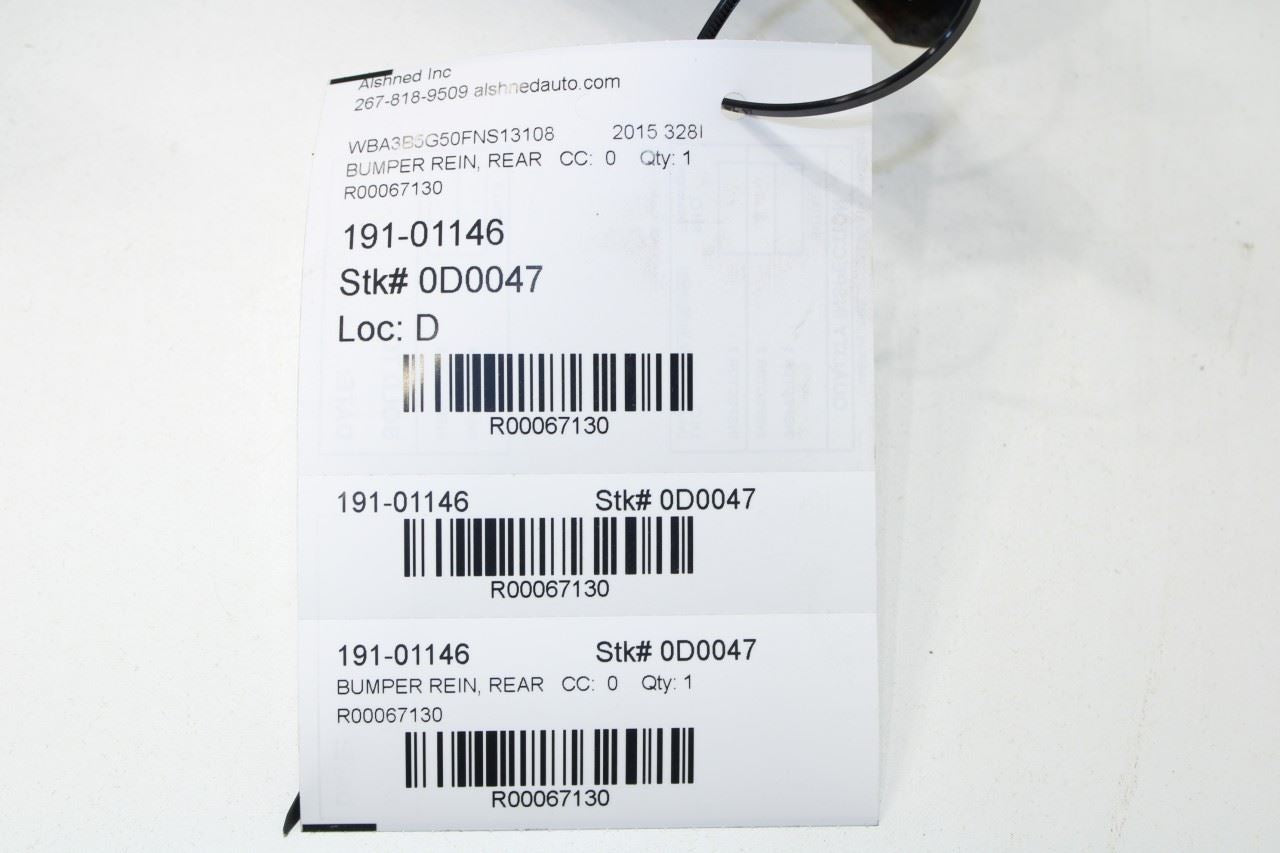 Alshned Inc
267-818-9509 alshnedauto.com
WBA3B5G50FNS13108 2015 328I
BUMPER REIN, REAR CC: 0 Qty: 1
R00067130
191-01146
Stk# 0D0047
Loc: D
R00067130
191-01146 Stk# 0D0047
R00067130
191-01146 Stk# 0D0047
BUMPER REIN, REAR CC: 0 Qty: 1
R00067130
R00067130